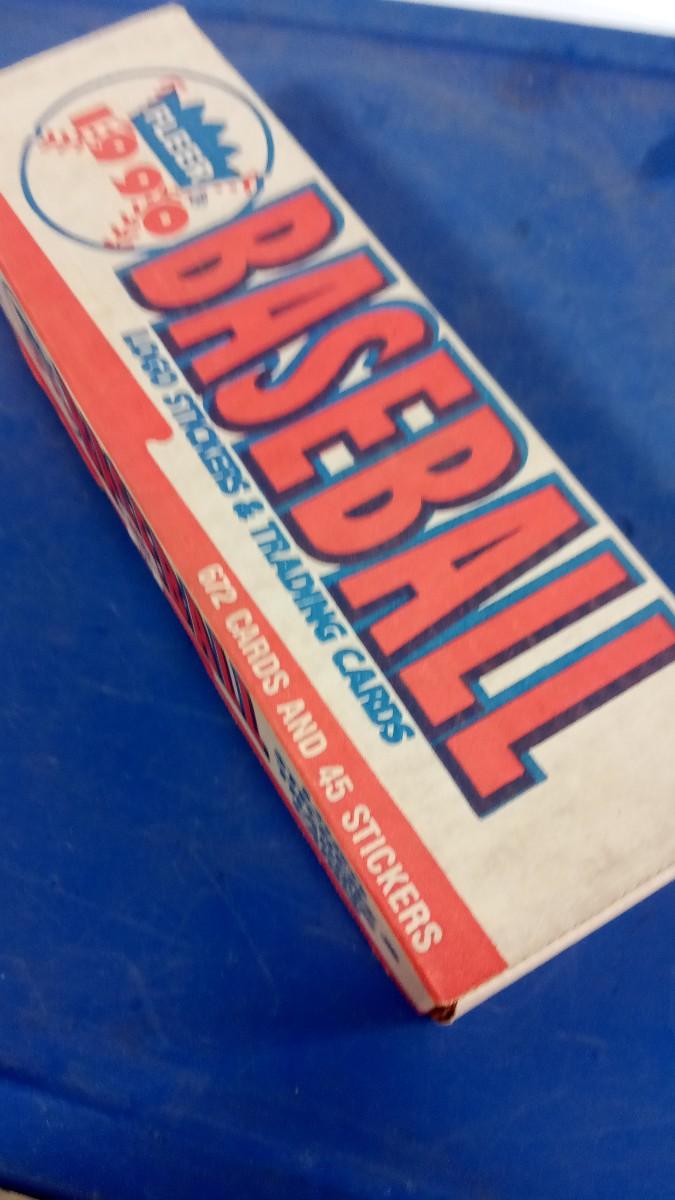 FLEER
1990
BASEBALL
LOGO STICKERS & TRADING CARDS
672 CARDS AND 45 STICKERS